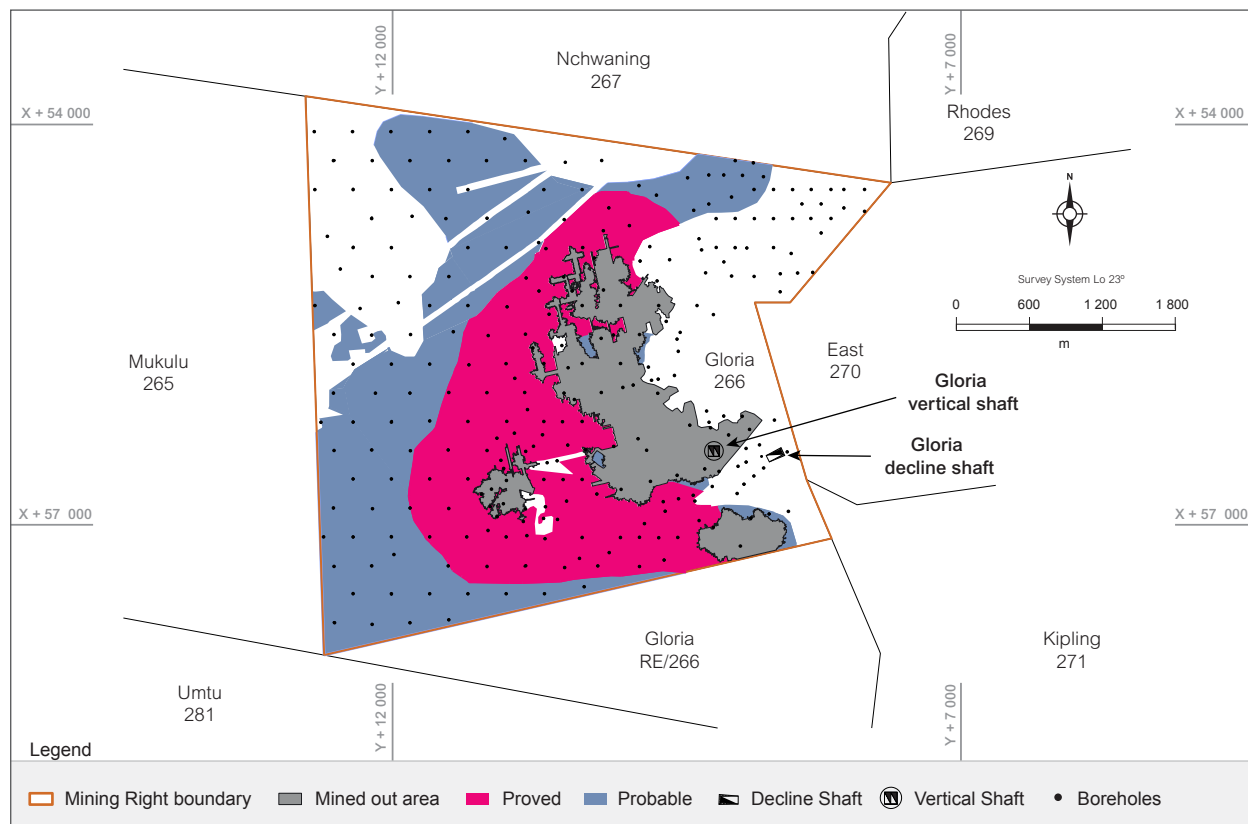 Y + 12 000
Y + 7 000
Nchwaning
267
X + 54 000
X + 54 000
Rhodes
269
N
Survey System Lo 23º
0 600 1 200 1 800
m
Mukulu
265
Gloria
266
East
270
Gloria
vertical shaft
Gloria
decline shaft
X + 57 000
X + 57 000
Gloria
RE/266
Kipling
271
Umtu
281
Y + 12 000
Y + 7 000
Legend
Mining Right boundary Mined out area Proved Probable Decline Shaft Vertical Shaft Boreholes